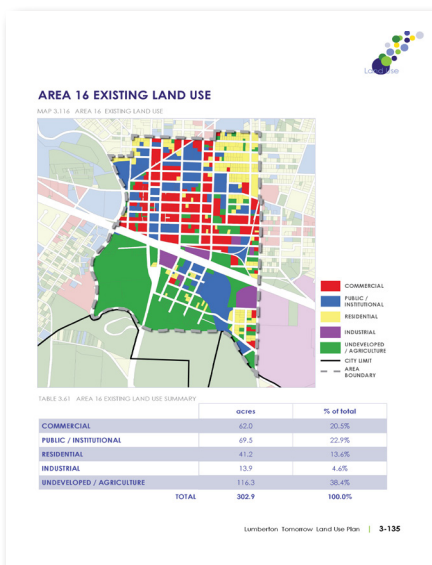 Land Use
AREA 16 EXISTING LAND USE
MAP 3.116 AREA 16 EXISTING LAND USE
COMMERCIAL
PUBLIC /
INSTITUTIONAL
RESIDENTIAL
INDUSTRIAL
UNDEVELOPED
/ AGRICULTURE
CITY LIMIT
AREA
BOUNDARY
TABLE 3.61 AREA 16 EXISTING LAND USE SUMMARY
acres % of total
COMMERCIAL 62.0 20.5%
PUBLIC / INSTITUTIONAL 69.5 22.9%
RESIDENTIAL 41.2 13.6%
INDUSTRIAL 13.9 4.6%
UNDEVELOPED / AGRICULTURE 116.3 38.4%
TOTAL 302.9 100.0%
Lumberton Tomorrow Land Use Plan | 3-135